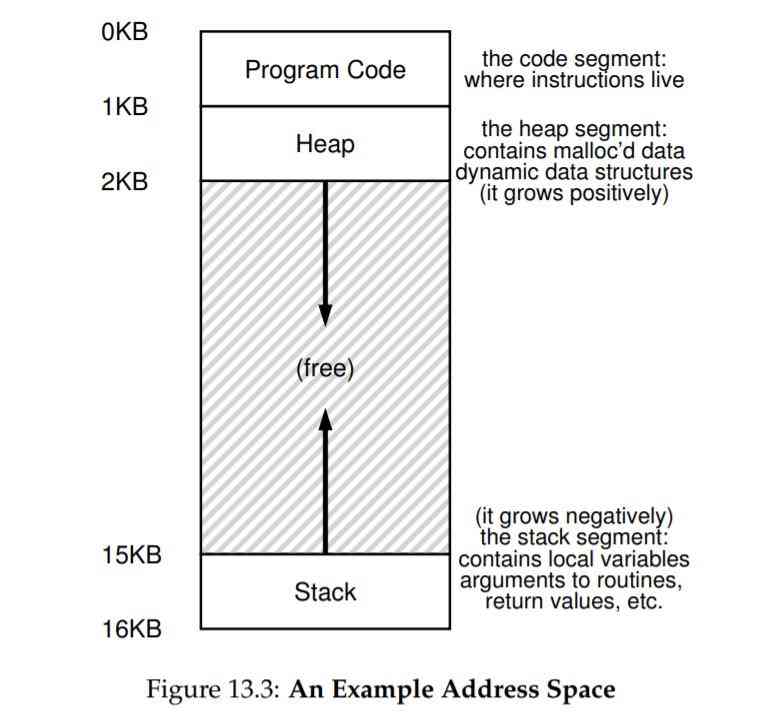 0KB
Program Code
the code segment:
where instructions live
1KB
Heap
the heap segment:
contains malloc'd data
dynamic data structures
(it grows positively)
2KB
(free)
(it grows negatively)
the stack segment:
contains local variables
arguments to routines,
return values, etc.
15KB
Stack
16KB
Figure 13.3: An Example Address Space